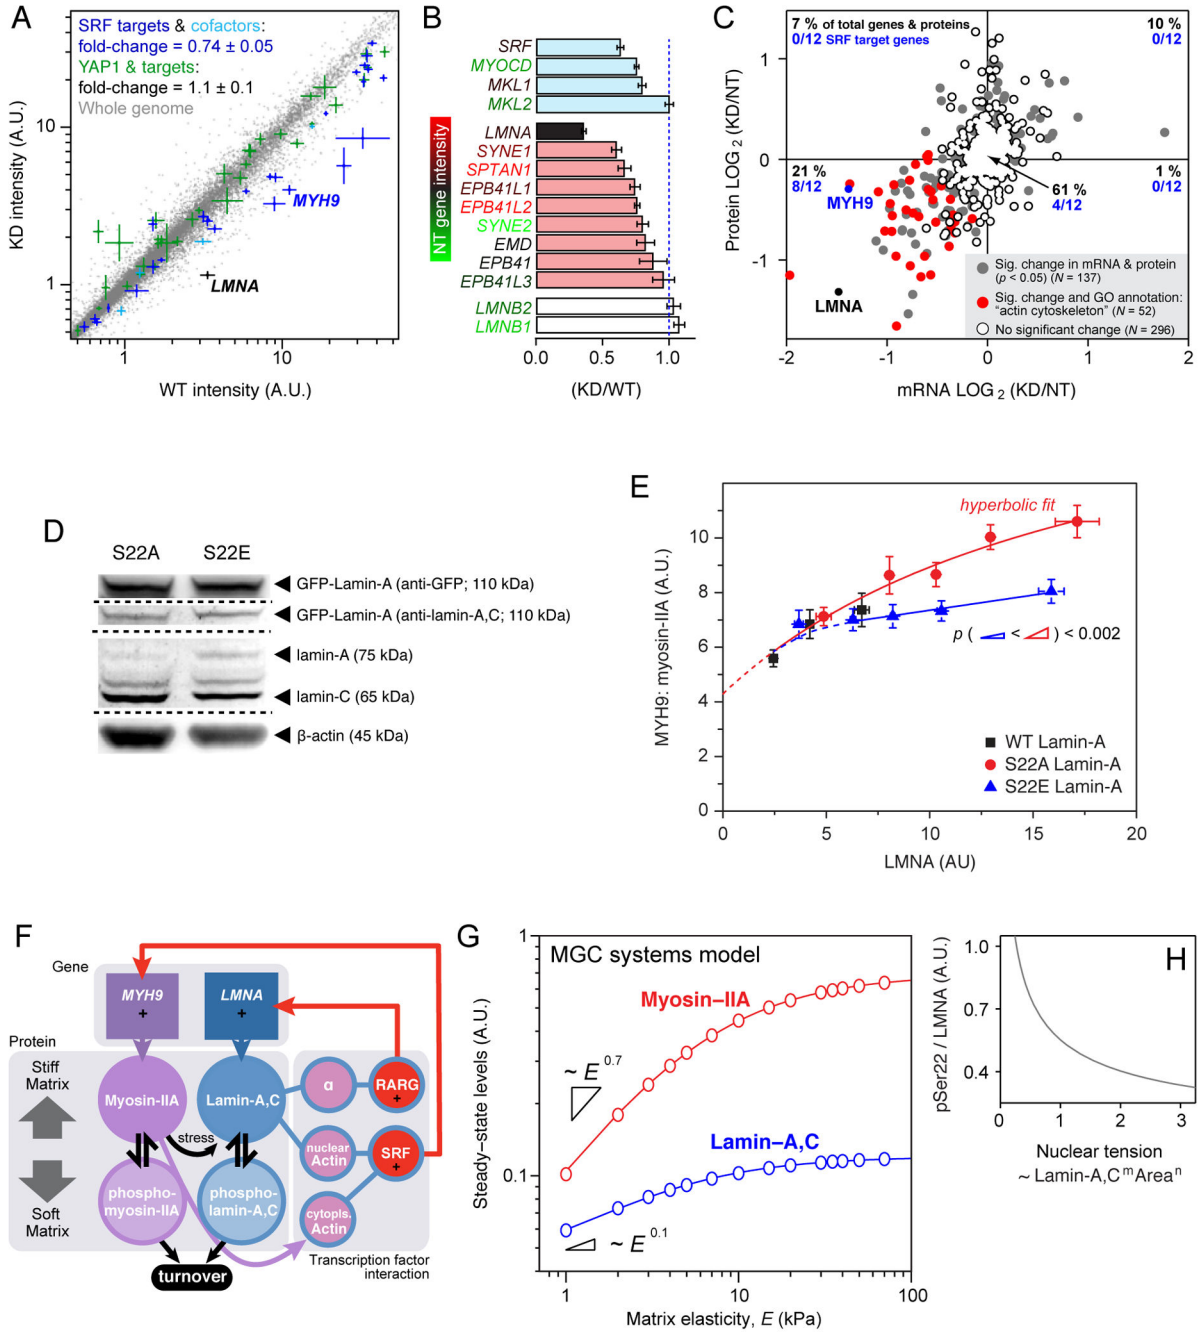 A
SRF targets & cofactors:
fold-change = 0.74 ± 0.05
YAP1 & targets:
fold-change = 1.1 ± 0.1
Whole genome
MYH9
LMNA
KD intensity (A.U.)
10
1
1
10
WT intensity (A.U.)
B
SRF
MYOCD
MKL1
MKL2
LMNA
SYNE1
SPTAN1
EPB41L1
EPB41L2
SYNE2
EMD
EPB41
EPB41L3
LMNB2
LMNB1
NT gene intensity
0.0
0.5
1.0
(KD/WT)
C
7 % of total genes & proteins
0/12 SRF target genes
10 %
0/12
21 %
8/12
1 %
0/12
61 %
4/12
MYH9
LMNA
Sig. change in mRNA & protein
(p < 0.05) (N = 137)
Sig. change and GO annotation:
"actin cytoskeleton" (N = 52)
No significant change (N = 296)
Protein LOG 2 (KD/NT)
1
0
-1
-2
-1
0
1
2
mRNA LOG 2 (KD/NT)
D
S22A
S22E
GFP-Lamin-A (anti-GFP; 110 kDa)
GFP-Lamin-A (anti-lamin-A,C; 110 kDa)
lamin-A (75 kDa)
lamin-C (65 kDa)
β-actin (45 kDa)
E
hyperbolic fit
p ( < ) < 0.002
WT Lamin-A
S22A Lamin-A
S22E Lamin-A
MYH9: myosin-IIA (A.U.)
10
8
6
4
2
0
0
5
10
15
20
LMNA (AU)
F
Gene
MYH9
+
LMNA
+
Protein
Stiff
Matrix
Soft
Matrix
Myosin-IIA
Lamin-A,C
stress
phospho-
myosin-IIA
phospho-
lamin-A,C
turnover
α
RARG
+
nuclear
Actin
SRF
+
cytopls.
Actin
Transcription factor
interaction
G
MGC systems model
Myosin–IIA
~ E 0.7
Lamin–A,C
~ E 0.1
Steady–state levels (A.U.)
1
0.1
1
10
100
Matrix elasticity, E (kPa)
H
pSer22 / LMNA (A.U.)
1.0
0.7
0.4
0
1
2
3
Nuclear tension
~ Lamin-A,C m Area n